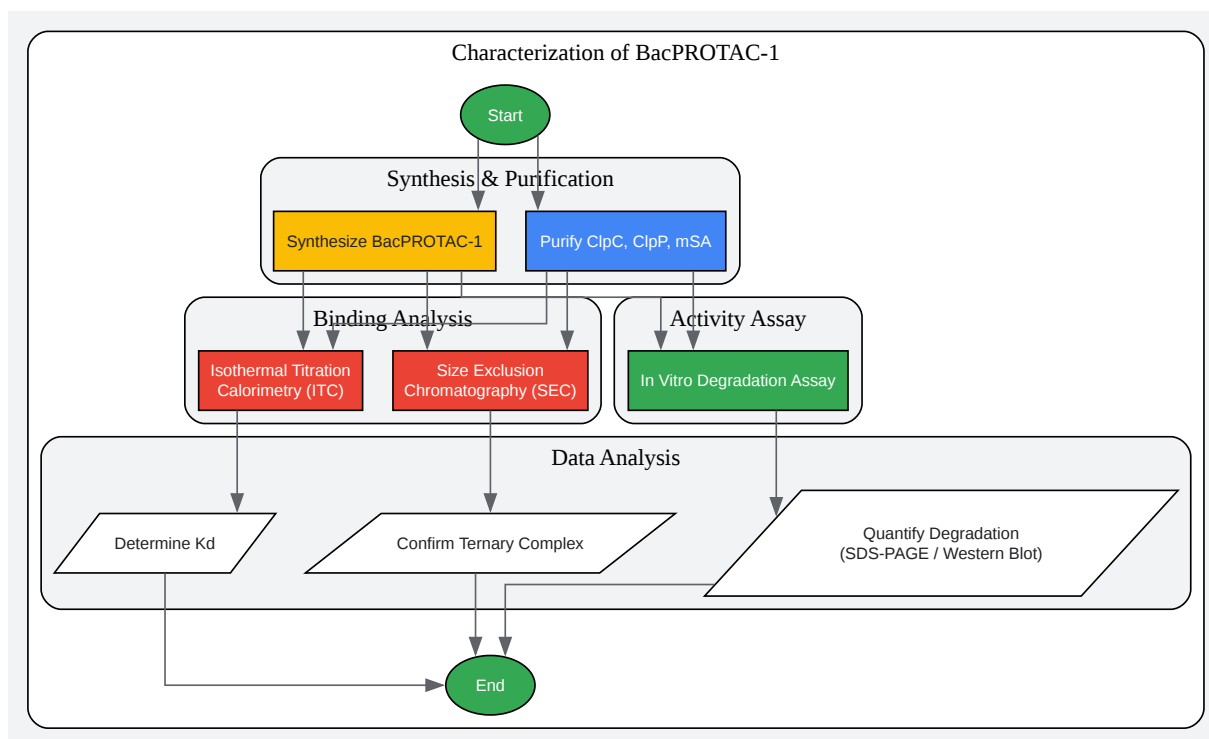 Characterization of BacPROTAC-1
Start
Synthesis & Purification
Synthesize BacPROTAC-1
Purify ClpC, ClpP, mSA
Binding Analysis
Activity Assay
Isothermal Titration
Calorimetry (ITC)
Size Exclusion
Chromatography (SEC)
In Vitro Degradation Assay
Data Analysis
Determine Kd
Confirm Ternary Complex
Quantify Degradation
(SDS-PAGE / Western Blot)
End